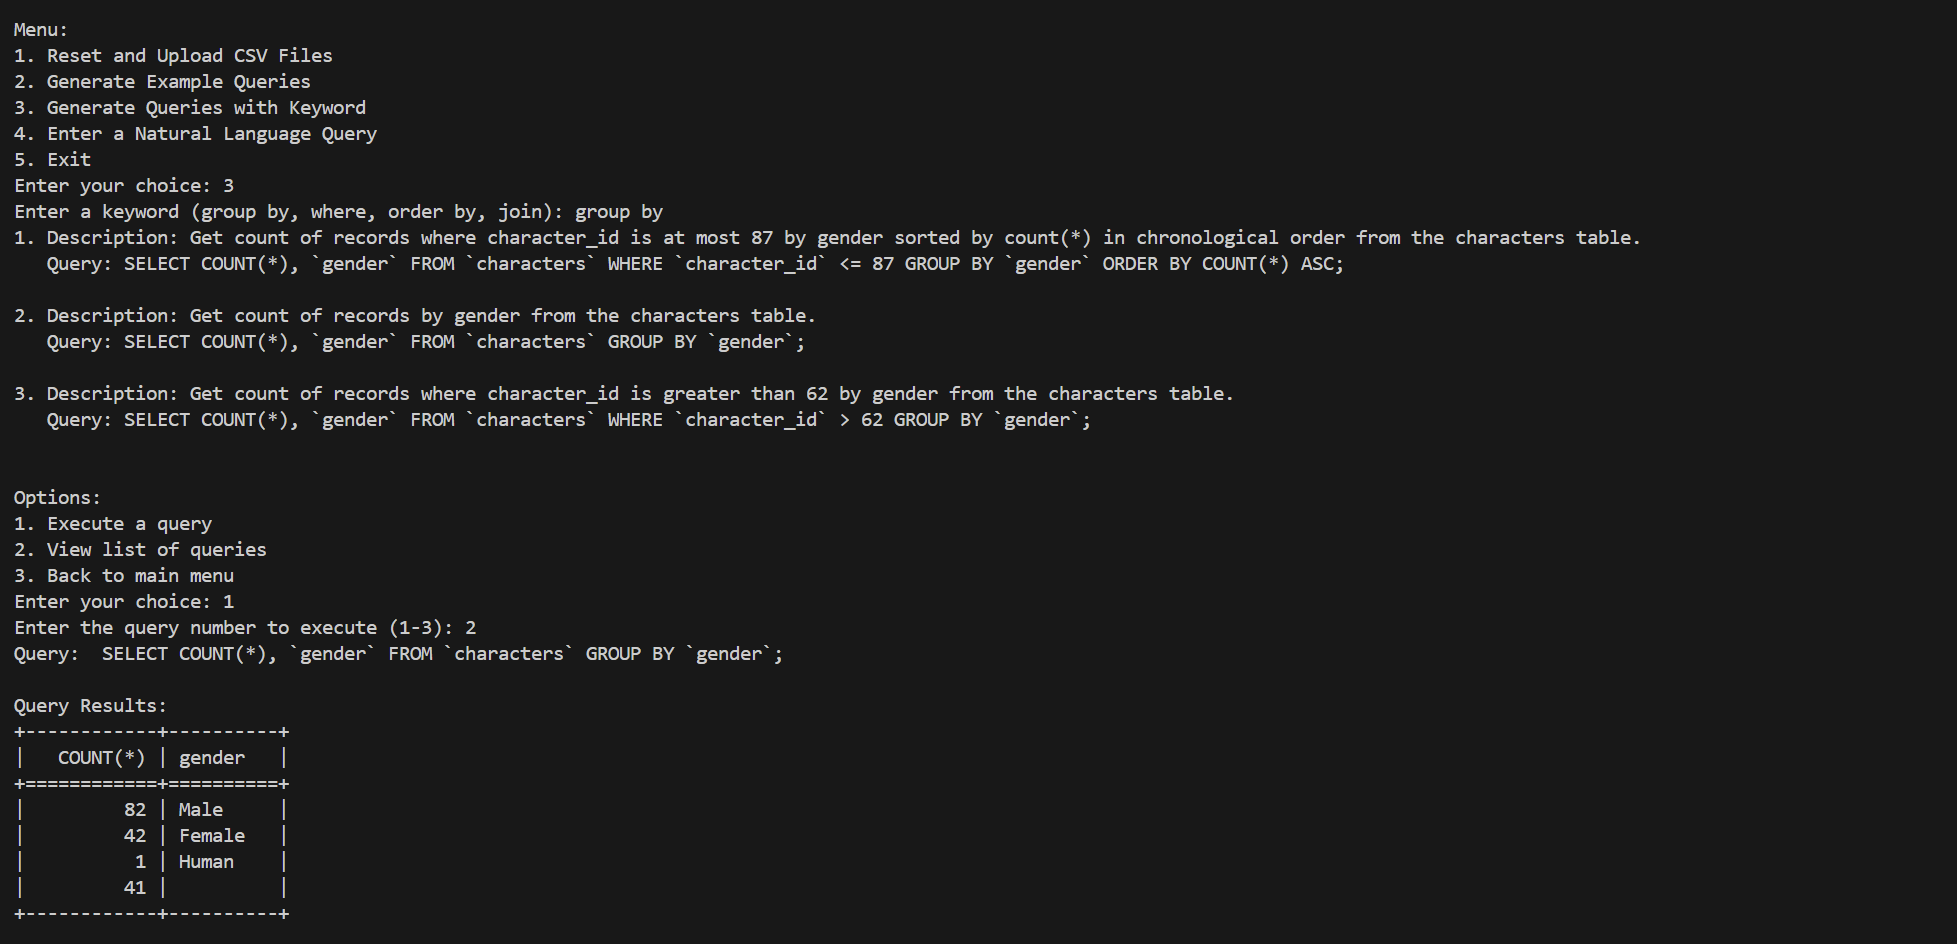 Menu:
1. Reset and Upload CSV Files
2. Generate Example Queries
3. Generate Queries with Keyword
4. Enter a Natural Language Query
5. Exit
Enter your choice: 3
Enter a keyword (group by, where, order by, join): group by
1. Description: Get count of records where character_id is at most 87 by gender sorted by count(*) in chronological order from the characters table.
   Query: SELECT COUNT(*), `gender` FROM `characters` WHERE `character_id` <= 87 GROUP BY `gender` ORDER BY COUNT(*) ASC;

2. Description: Get count of records by gender from the characters table.
   Query: SELECT COUNT(*), `gender` FROM `characters` GROUP BY `gender`;

3. Description: Get count of records where character_id is greater than 62 by gender from the characters table.
   Query: SELECT COUNT(*), `gender` FROM `characters` WHERE `character_id` > 62 GROUP BY `gender`;


Options:
1. Execute a query
2. View list of queries
3. Back to main menu
Enter your choice: 1
Enter the query number to execute (1-3): 2
Query:  SELECT COUNT(*), `gender` FROM `characters` GROUP BY `gender`;

Query Results:
+------------+----------+
|   COUNT(*) | gender   |
+============+==========+
|         82 | Male     |
|         42 | Female   |
|          1 | Human    |
|         41 |          |
+------------+----------+